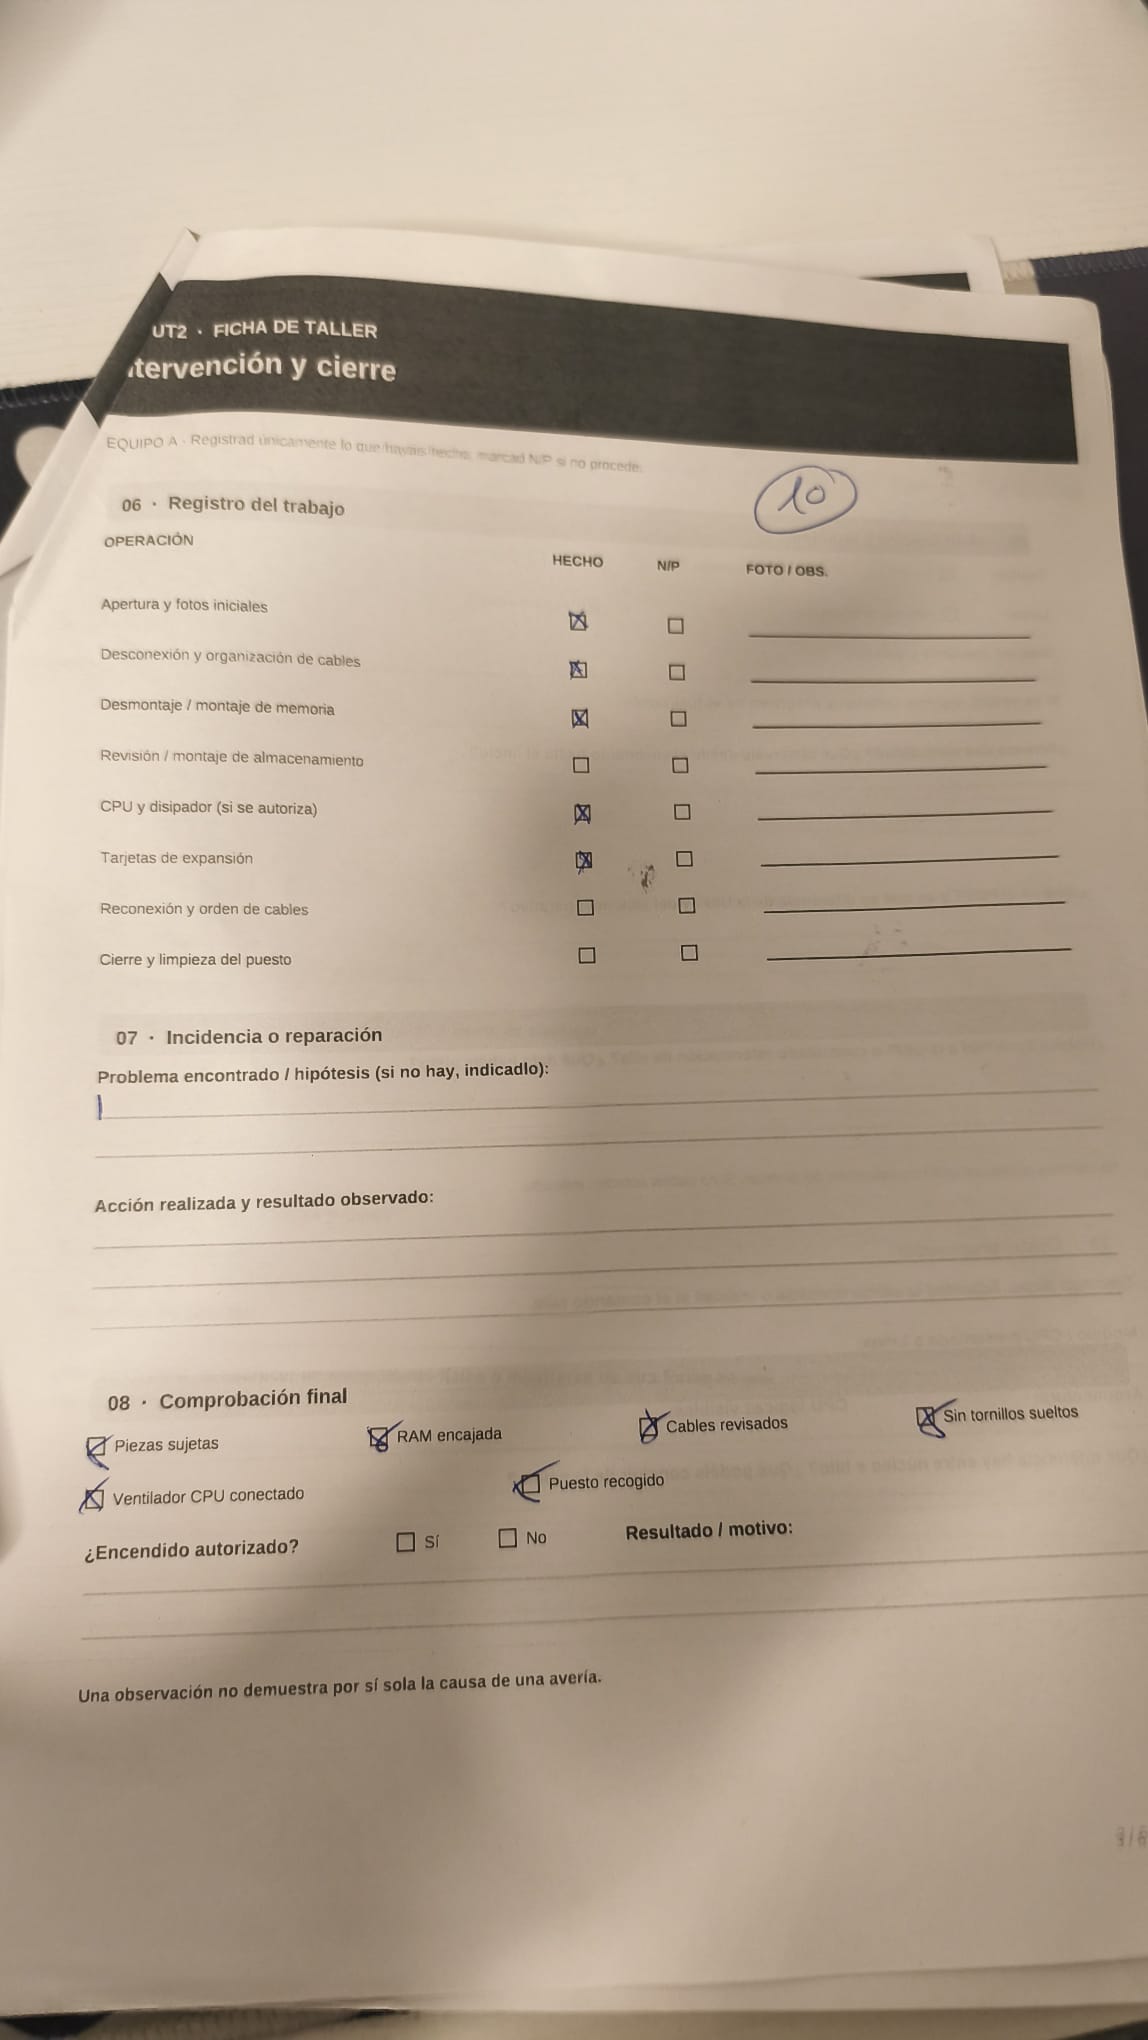 UT2 · FICHA DE TALLER
ntervención y cierre
EQUIPO A · Registrad únicamente lo que hayáis hecho; marcad N/P si no procede.
10
06 · Registro del trabajo
OPERACIÓN HECHO N/P FOTO / OBS.
Apertura y fotos iniciales
Desconexión y organización de cables
Desmontaje / montaje de memoria
Revisión / montaje de almacenamiento
CPU y disipador (si se autoriza)
Tarjetas de expansión
Reconexión y orden de cables
Cierre y limpieza del puesto
07 · Incidencia o reparación
Problema encontrado / hipótesis (si no hay, indicadlo):
Acción realizada y resultado observado:
08 · Comprobación final
Piezas sujetas RAM encajada Cables revisados Sin tornillos sueltos
Ventilador CPU conectado Puesto recogido
¿Encendido autorizado? Sí No Resultado / motivo:
Una observación no demuestra por sí sola la causa de una avería.